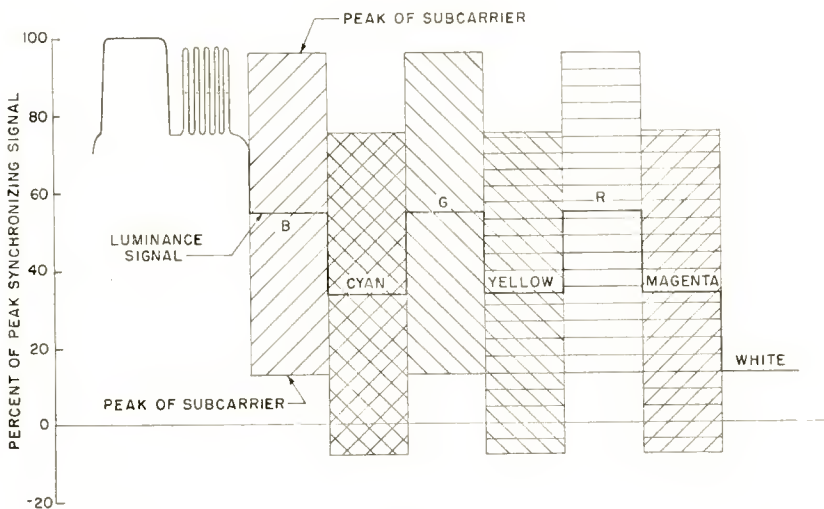 PEAK OF SUBCARRIER
100
80
60
40
20
0
-20
PERCENT OF PEAK SYNCHRONIZING SIGNAL
LUMINANCE
SIGNAL
B
CYAN
G
YELLOW
R
MAGENTA
WHITE
PEAK OF SUBCARRIER